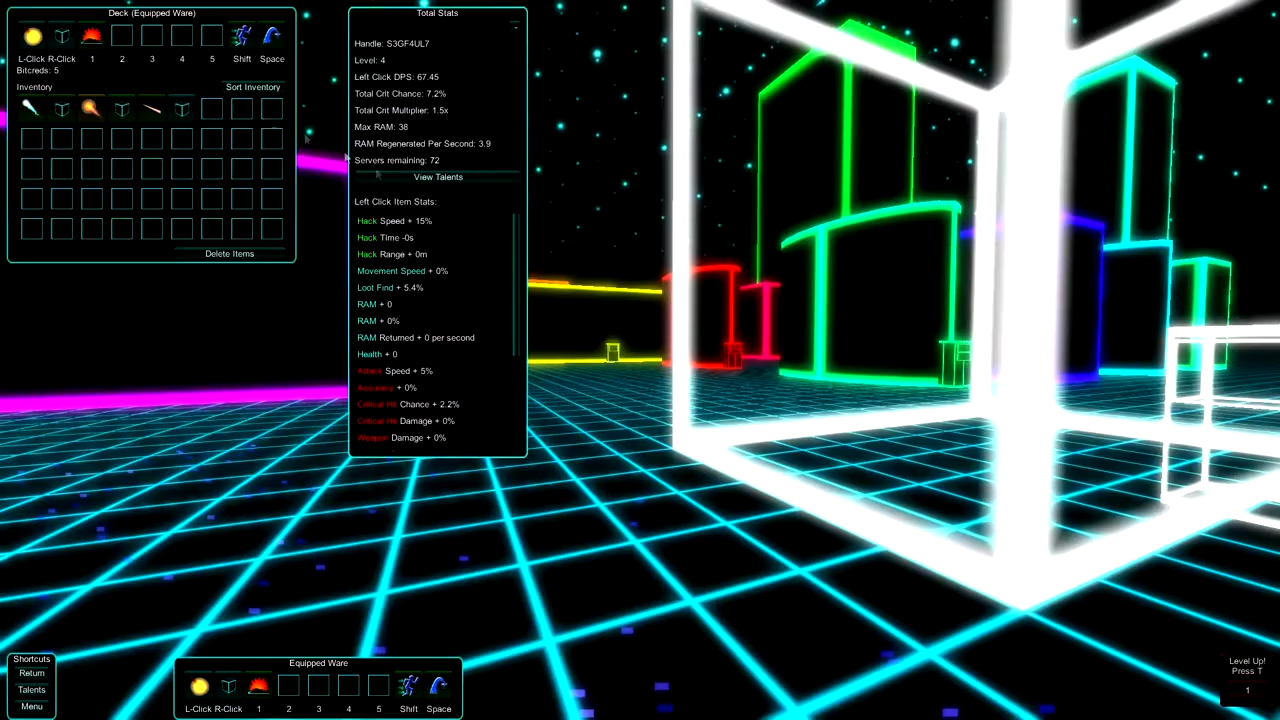 Deck (Equipped Ware)
L-Click R-Click 1 2 3 4 5 Shift Space
Bitcreds: 5
Inventory Sort Inventory
Delete Items
Total Stats
Handle: S3GF4UL7
Level: 4
Left Click DPS: 67.45
Total Crit Chance: 7.2%
Total Crit Multiplier: 1.5x
Max RAM: 38
RAM Regenerated Per Second: 3.9
Servers remaining: 72
View Talents
Left Click Item Stats:
Hack Speed + 15%
Hack Time -0s
Hack Range + 0m
Movement Speed + 0%
Loot Find + 5.4%
RAM + 0
RAM + 0%
RAM Returned + 0 per second
Health + 0
Attack Speed + 5%
Accuracy + 0%
Critical Hit Chance + 2.2%
Critical Hit Damage + 0%
Weapon Damage + 0%
Shortcuts
Return
Talents
Menu
Equipped Ware
L-Click R-Click 1 2 3 4 5 Shift Space
Level Up!
Press T
1